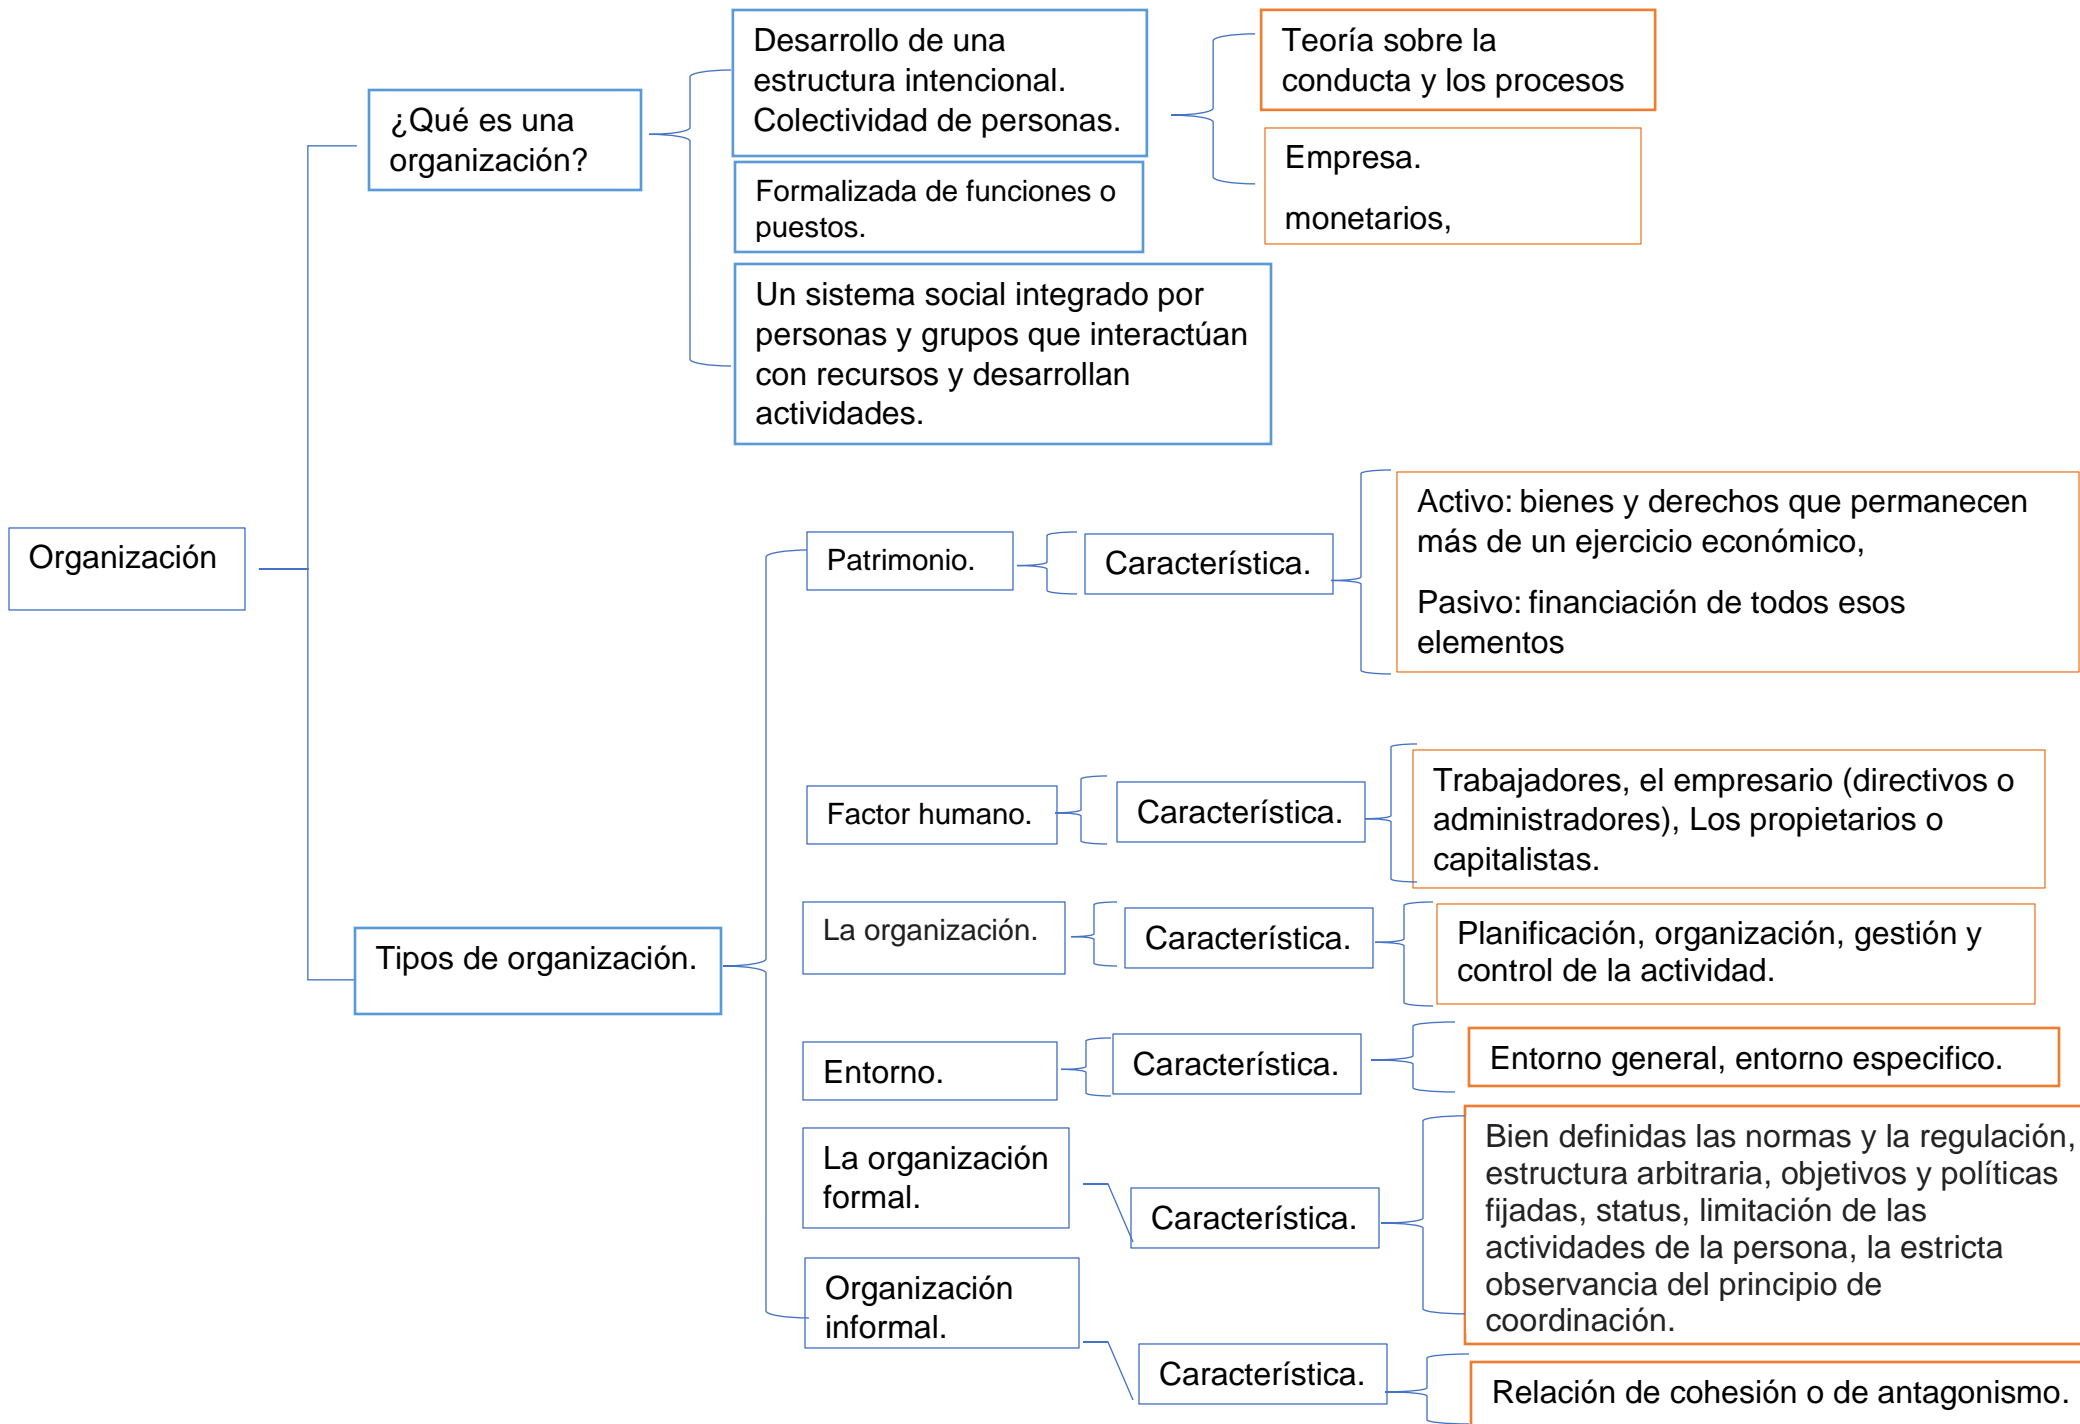 Organización
¿Qué es una
organización?
Desarrollo de una
estructura intencional.
Colectividad de personas.
Formalizada de funciones o
puestos.
Un sistema social integrado por
personas y grupos que interactúan
con recursos y desarrollan
actividades.
Teoría sobre la
conducta y los procesos
Empresa.
monetarios,
Tipos de organización.
Patrimonio.
Característica.
Activo: bienes y derechos que permanecen
más de un ejercicio económico,
Pasivo: financiación de todos esos
elementos
Factor humano.
Característica.
Trabajadores, el empresario (directivos o
administradores), Los propietarios o
capitalistas.
La organización.
Característica.
Planificación, organización, gestión y
control de la actividad.
Entorno.
Característica.
Entorno general, entorno especifico.
La organización
formal.
Característica.
Bien definidas las normas y la regulación,
estructura arbitraria, objetivos y políticas
fijadas, status, limitación de las
actividades de la persona, la estricta
observancia del principio de
coordinación.
Organización
informal.
Característica.
Relación de cohesión o de antagonismo.